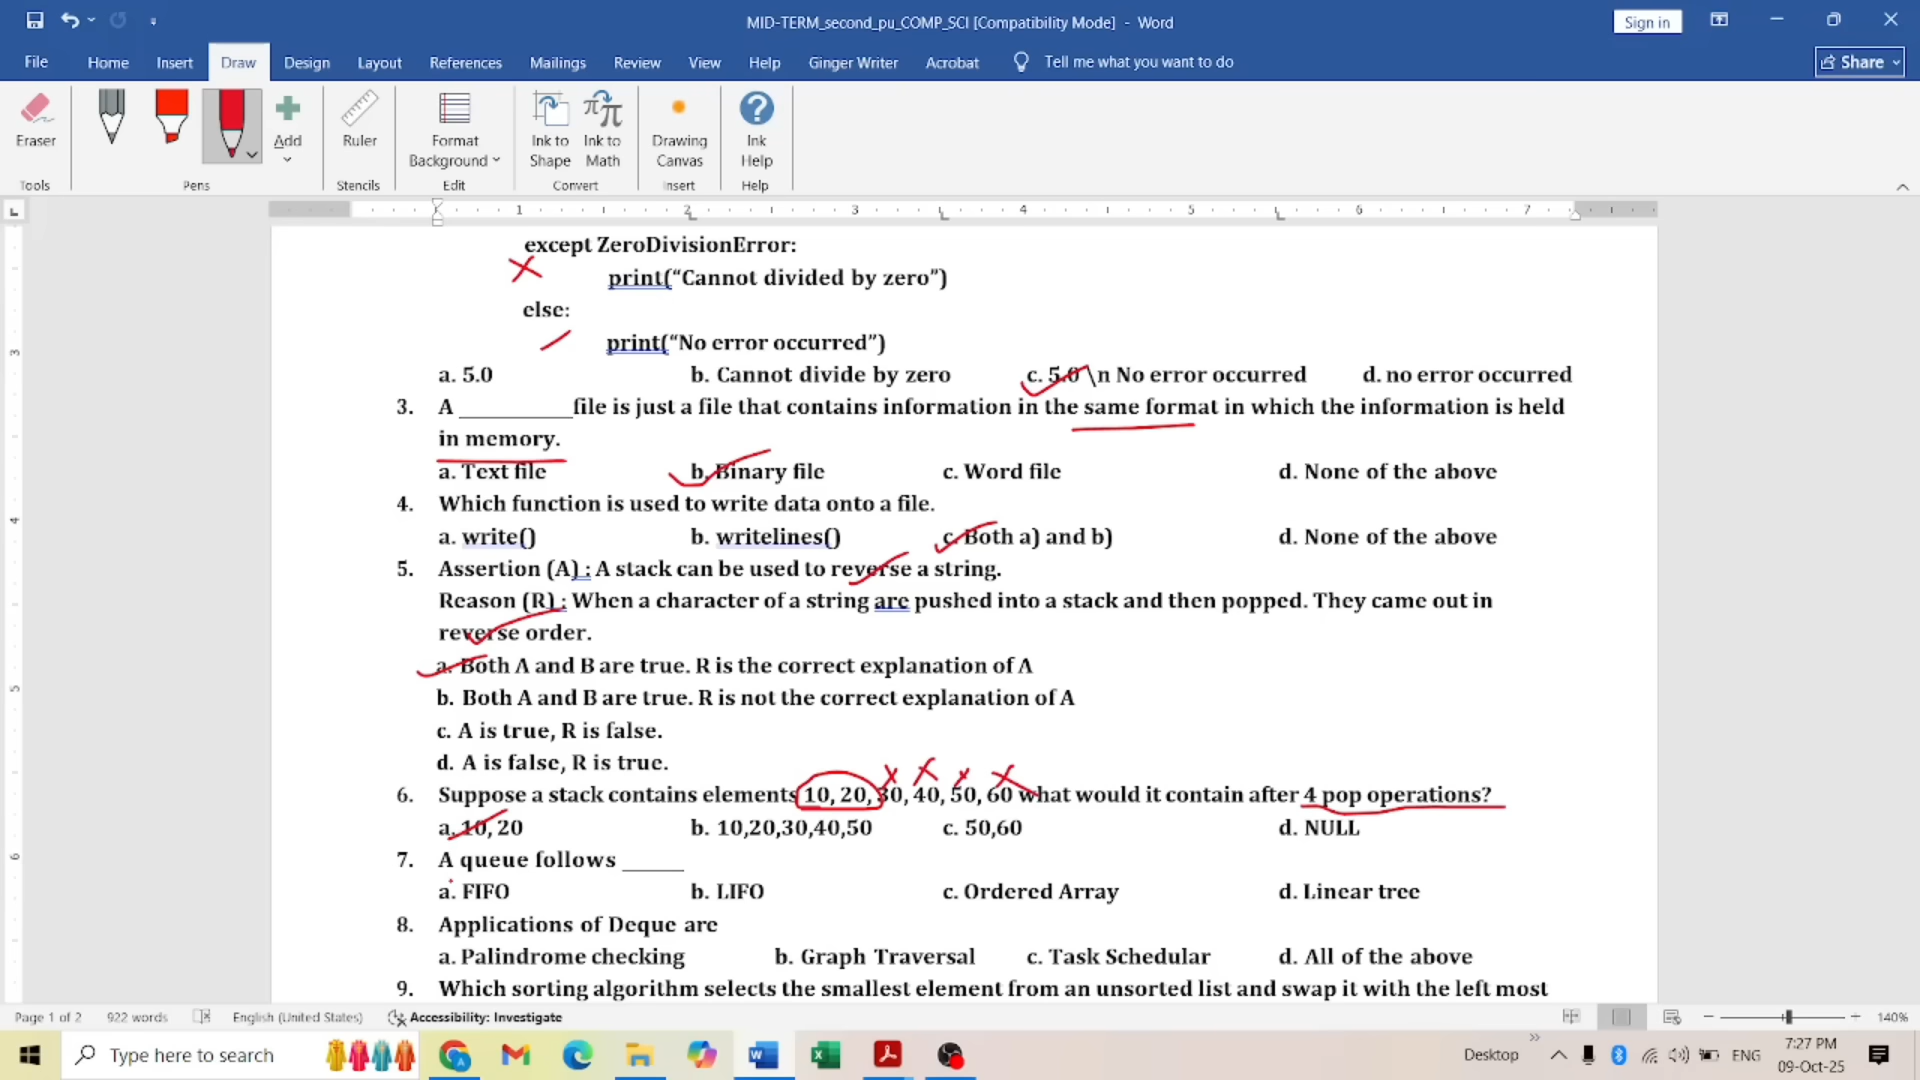 MID-TERM_second_pu_COMP_SCI [Compatibility Mode] - Word
Sign in
File Home Insert Draw Design Layout References Mailings Review View Help Ginger Writer Acrobat Tell me what you want to do Share
Eraser
Add
Ruler
Format Background
Ink to Shape
Ink to Math
Drawing Canvas
Ink Help
Tools Pens Stencils Edit Convert Insert Help
1 2 3 4 5 6 7
except ZeroDivisionError:
print(“Cannot divided by zero”)
else:
print(“No error occurred”)
a. 5.0 b. Cannot divide by zero c. 5.0 \n No error occurred d. no error occurred
3. A __________file is just a file that contains information in the same format in which the information is held
in memory.
a. Text file b. Binary file c. Word file d. None of the above
4. Which function is used to write data onto a file.
a. write() b. writelines() c. Both a) and b) d. None of the above
5. Assertion (A) : A stack can be used to reverse a string.
Reason (R) : When a character of a string are pushed into a stack and then popped. They came out in
reverse order.
a. Both A and B are true. R is the correct explanation of A
b. Both A and B are true. R is not the correct explanation of A
c. A is true, R is false.
d. A is false, R is true.
6. Suppose a stack contains elements 10, 20, 30, 40, 50, 60 what would it contain after 4 pop operations?
a. 10, 20 b. 10,20,30,40,50 c. 50,60 d. NULL
7. A queue follows _____
a. FIFO b. LIFO c. Ordered Array d. Linear tree
8. Applications of Deque are
a. Palindrome checking b. Graph Traversal c. Task Schedular d. All of the above
9. Which sorting algorithm selects the smallest element from an unsorted list and swap it with the left most
3
4
5
6
Page 1 of 2 922 words English (United States) Accessibility: Investigate 140%
Type here to search
Desktop ENG 7:27 PM
09-Oct-25